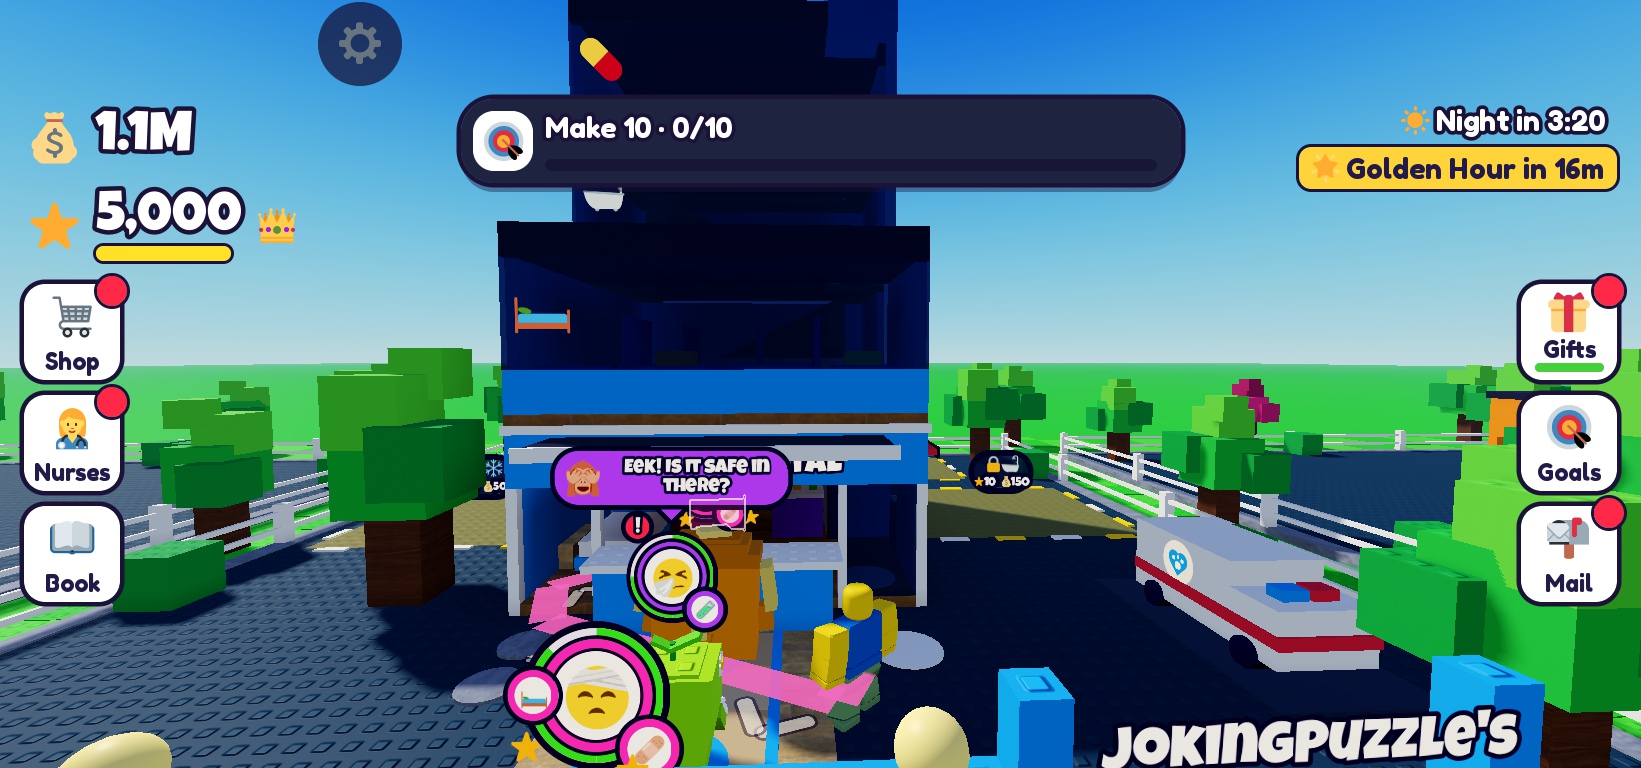 1.1M
Make 10 · 0/10
Night in 3:20
Golden Hour in 16m
5,000
Shop
Nurses
Book
Gifts
Goals
Mail
Eek! Is it safe in
there?
10 150
JOKINGPUZZLE'S